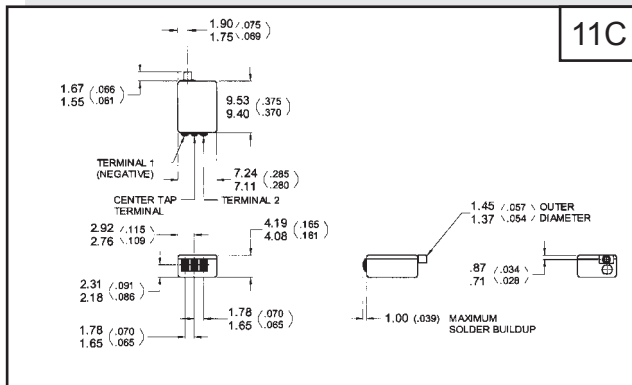 11C
1.90 (.075)
1.75 (.069)
1.67 (.066)
1.55 (.061)
9.53 (.375)
9.40 (.370)
TERMINAL 1
(NEGATIVE)
7.24 (.285)
7.11 (.280)
CENTER TAP
TERMINAL
TERMINAL 2
2.92 (.115)
2.76 (.109)
4.19 (.165)
4.08 (.161)
1.45 (.057) OUTER
1.37 (.054) DIAMETER
.87 (.034)
.71 (.028)
2.31 (.091)
2.18 (.086)
1.78 (.070)
1.65 (.065)
1.00 (.039) MAXIMUM
SOLDER BUILDUP
1.78 (.070)
1.65 (.065)